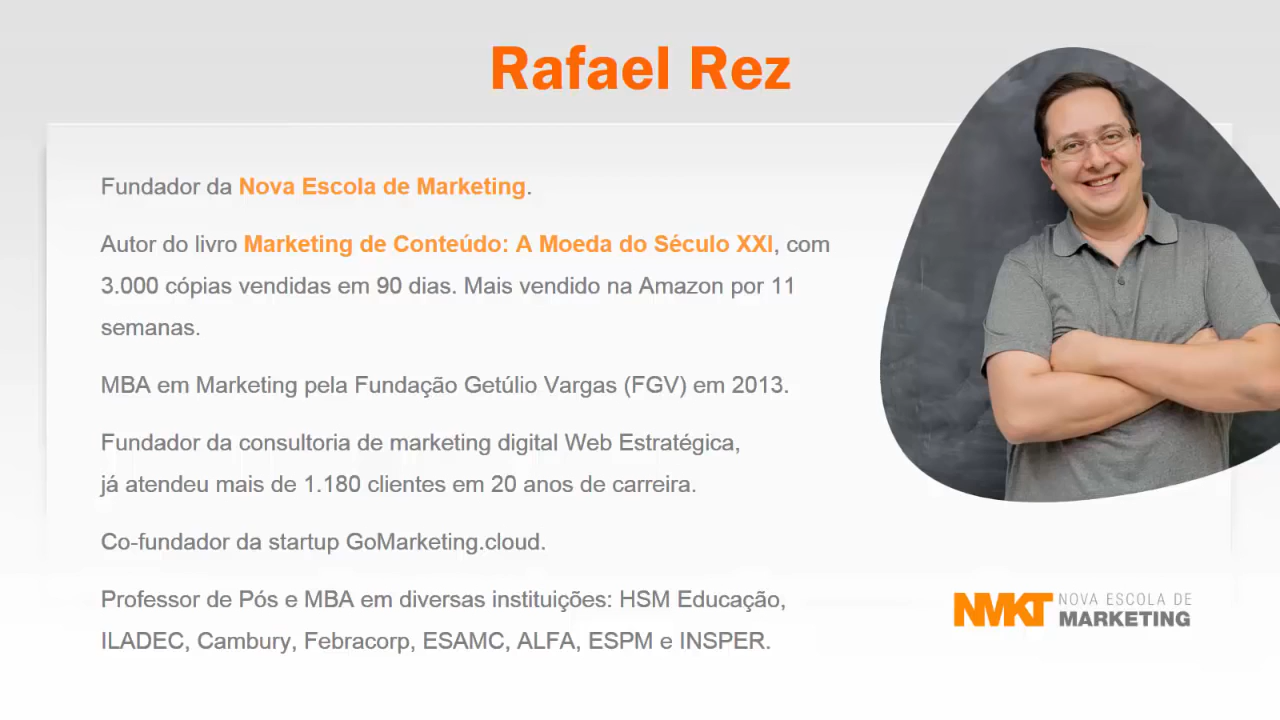 Rafael Rez
Fundador da Nova Escola de Marketing.
Autor do livro Marketing de Conteúdo: A Moeda do Século XXI, com
3.000 cópias vendidas em 90 dias. Mais vendido na Amazon por 11
semanas.
MBA em Marketing pela Fundação Getúlio Vargas (FGV) em 2013.
Fundador da consultoria de marketing digital Web Estratégica,
já atendeu mais de 1.180 clientes em 20 anos de carreira.
Co-fundador da startup GoMarketing.cloud.
Professor de Pós e MBA em diversas instituições: HSM Educação,
ILADEC, Cambury, Febracorp, ESAMC, ALFA, ESPM e INSPER.
NMKT NOVA ESCOLA DE
MARKETING